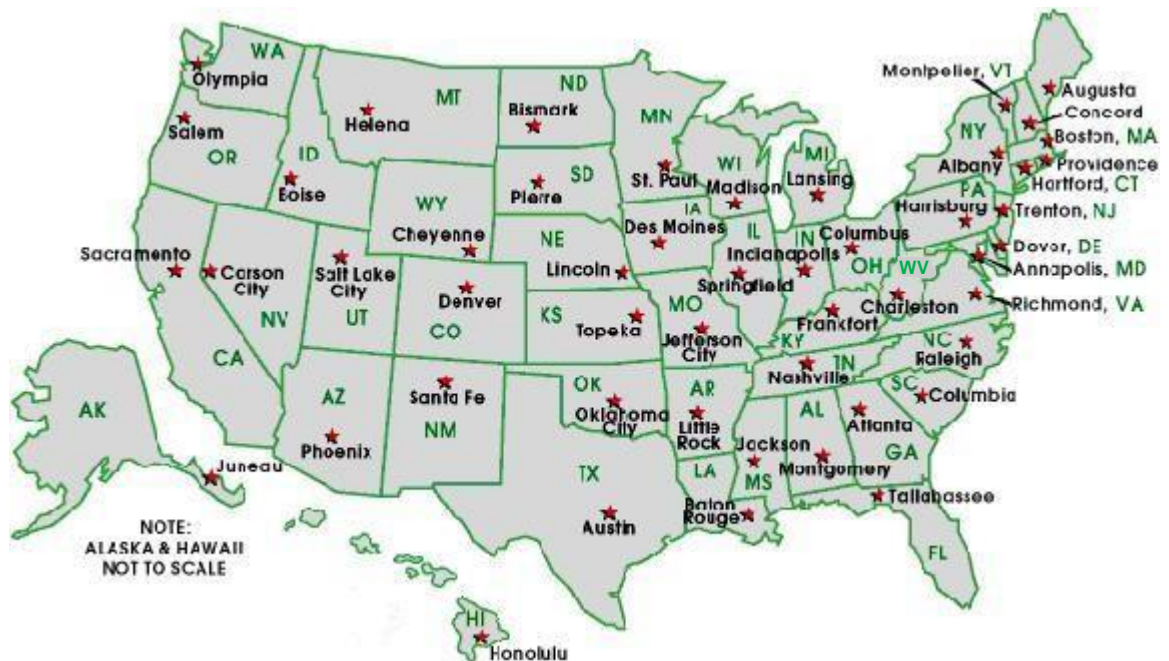 WA
Olympia
Salem
OR
ID
Boise
MT
Helena
ND
Bismark
SD
Pierre
WY
Cheyenne
NE
Lincoln
MN
St. Paul
WI
Madison
MI
Lansing
IA
Des Moines
Montpelier, VT
Augusta
Concord
Boston, MA
Providence
Hartford, CT
NY
Albany
PA
Harrisburg
Trenton, NJ
Dover, DE
Annapolis, MD
Richmond, VA
Sacramento
Carson
City
NV
CA
Salt Lake
City
UT
Denver
CO
KS
Topeka
MO
Jefferson
City
IL
Springfield
IN
Indianapolis
Columbus
OH
WV
Charleston
Frankfort
KY
TN
Nashville
NC
Raleigh
SC
Columbia
AZ
Phoenix
Santa Fe
NM
OK
Oklahoma
City
AR
Little
Rock
TX
Austin
LA
Baton
Rouge
Jackson
MS
AL
Montgomery
Atlanta
GA
Tallahassee
FL
AK
Juneau
NOTE:
ALASKA & HAWAII
NOT TO SCALE
HI
Honolulu